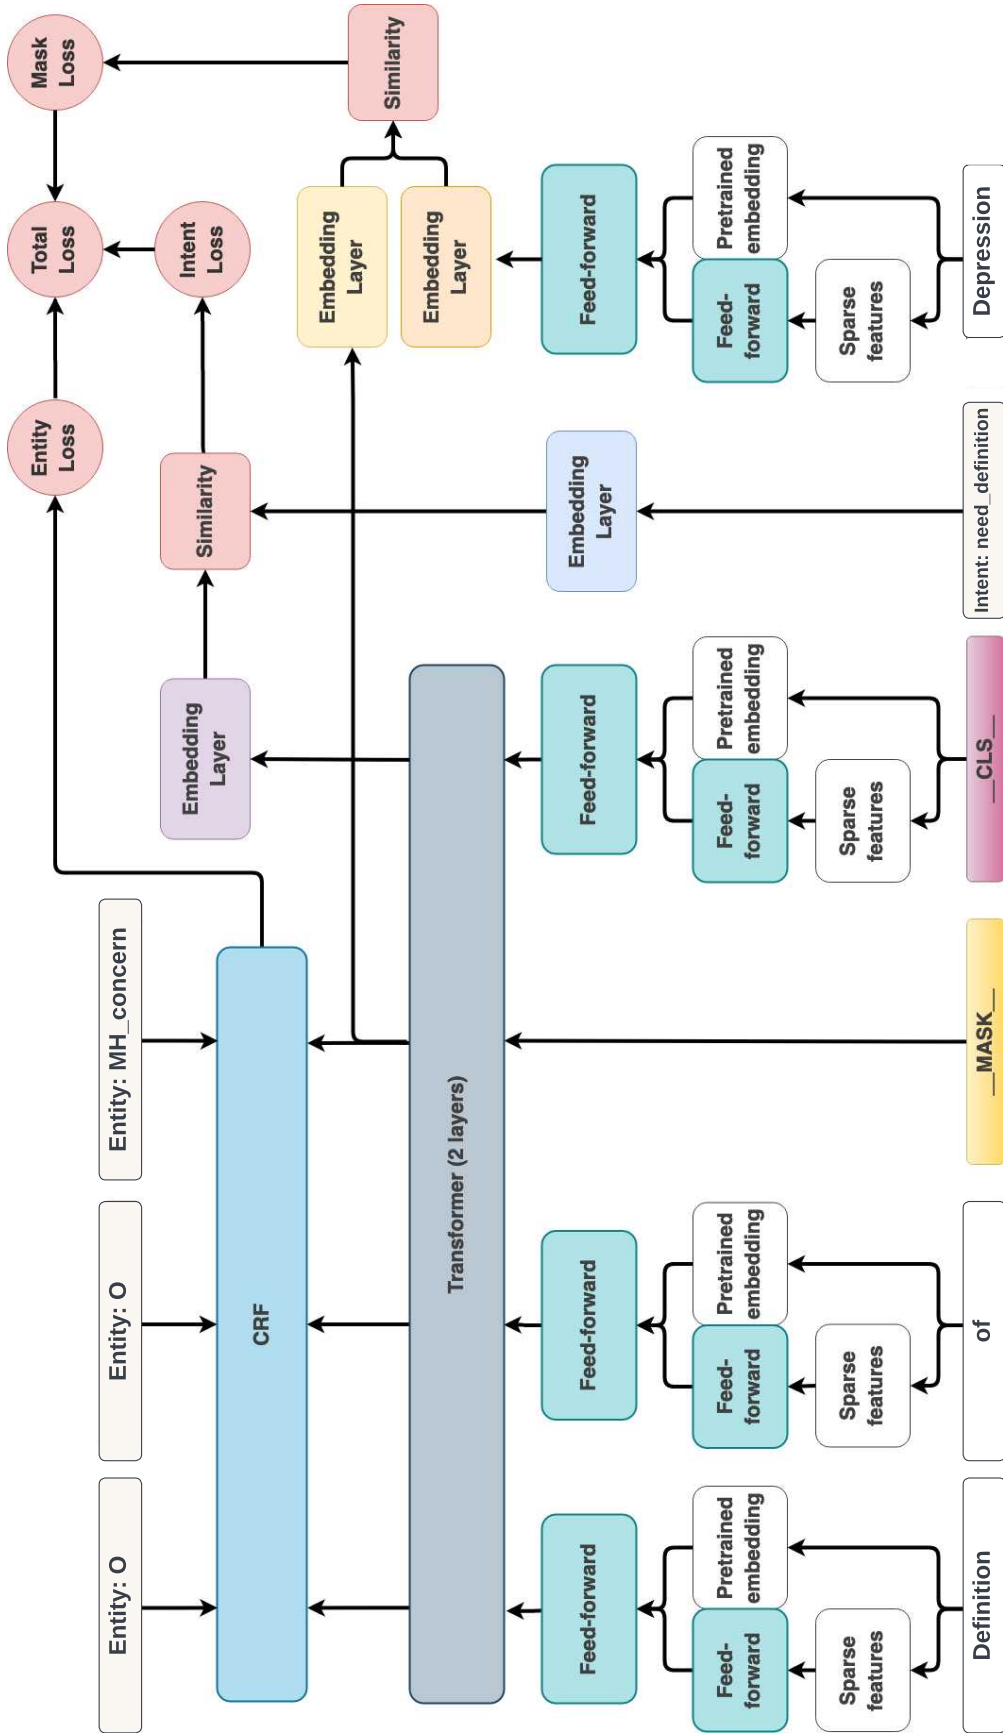 Mask
Loss
Total
Loss
Entity
Loss
Intent
Loss
Similarity
Similarity
Entity: O
Entity: O
Entity: MH_concern
Embedding
Layer
Embedding
Layer
Embedding
Layer
CRF
Transformer (2 layers)
Feed-forward
Feed-forward
Feed-forward
Embedding
Layer
Feed-forward
Feed-
forward
Pretrained
embedding
Feed-
forward
Pretrained
embedding
Feed-
forward
Pretrained
embedding
Feed-
forward
Pretrained
embedding
Sparse
features
Sparse
features
Sparse
features
Sparse
features
Definition
of
__MASK__
__CLS__
Intent: need_definition
Depression